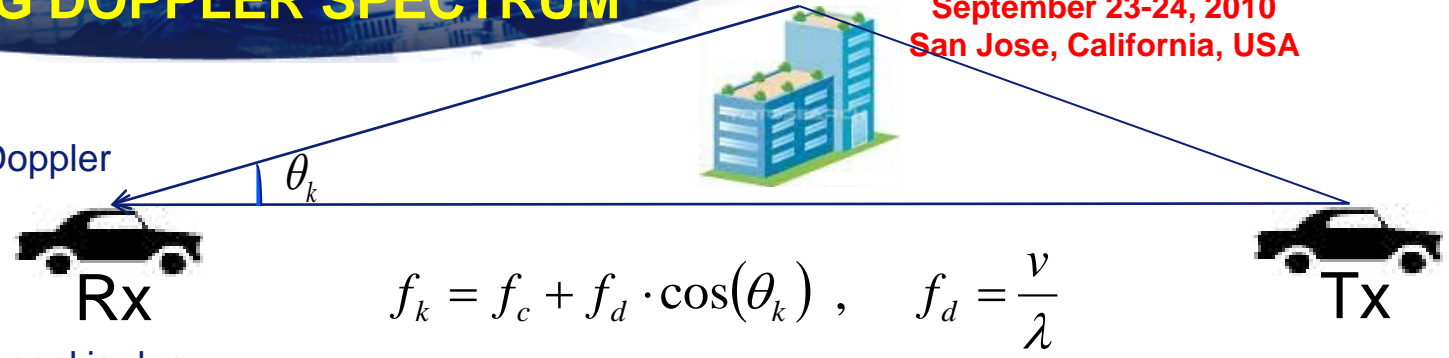 G DOPPLER SPECTRUM
September 23-24, 2010
San Jose, California, USA
Doppler
θ_k
Rx
f_k = f_c + f_d · cos(θ_k) , f_d = v/λ
Tx